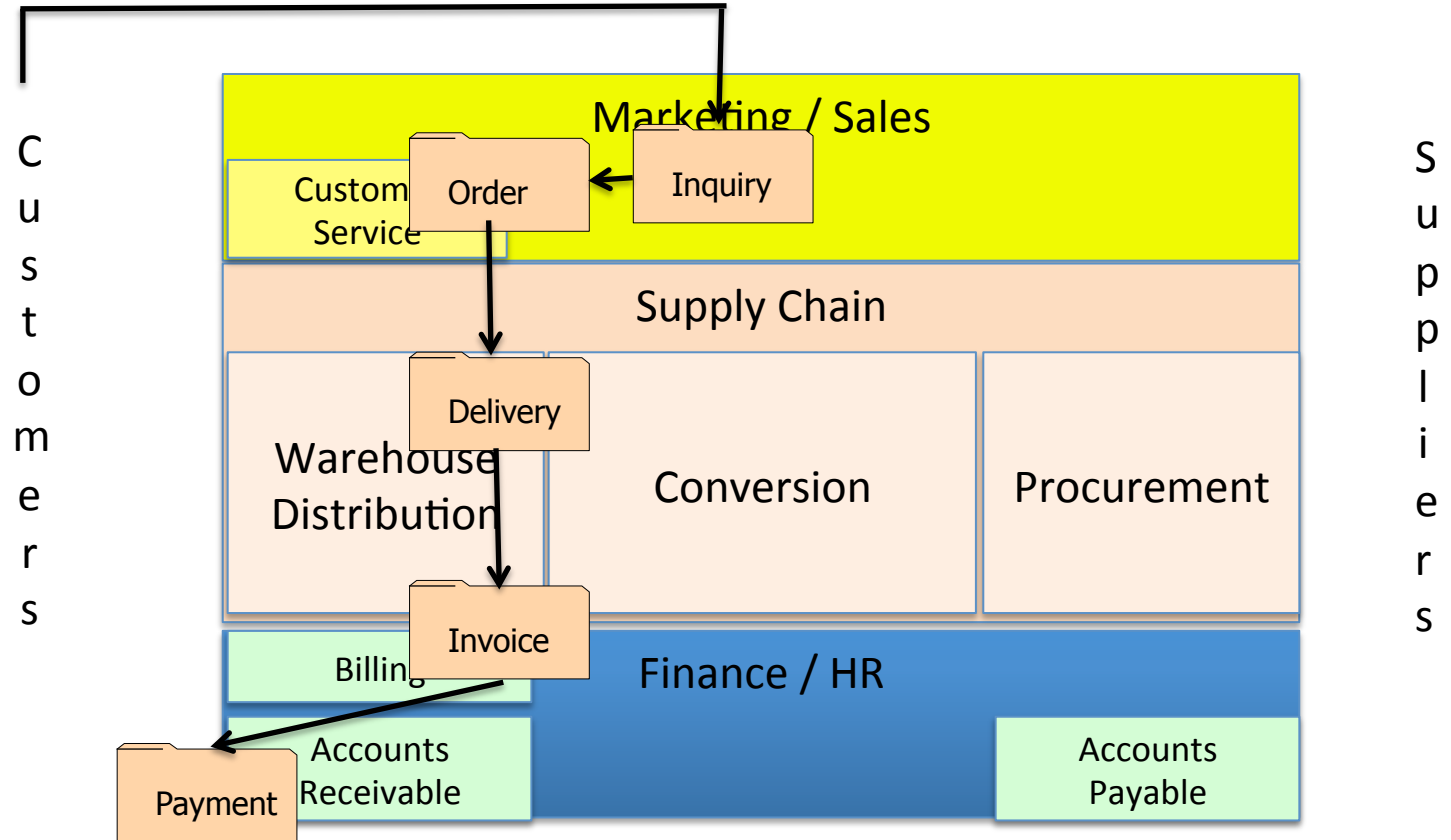 Marketing / Sales
Custom
Service
Order
Inquiry
Customers
Suppliers
Supply Chain
Delivery
Warehouse
Distribution
Conversion
Procurement
Invoice
Billing
Finance / HR
Accounts
Receivable
Payment
Accounts
Payable